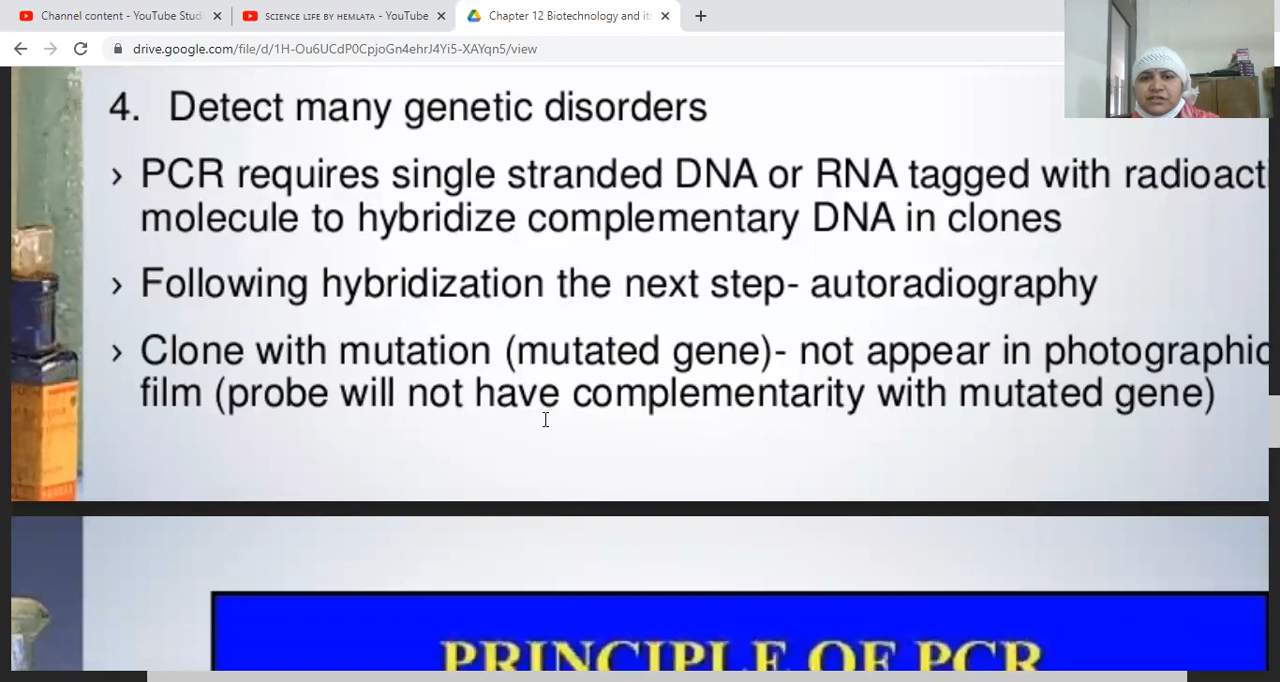 Channel content - YouTube Stud
SCIENCE LIFE BY HEMLATA - YouTube
Chapter 12 Biotechnology and it
drive.google.com/file/d/1H-Ou6UCdP0CpjoGn4ehrJ4Yi5-XAYqn5/view
4. Detect many genetic disorders
› PCR requires single stranded DNA or RNA tagged with radioact
molecule to hybridize complementary DNA in clones
› Following hybridization the next step- autoradiography
› Clone with mutation (mutated gene)- not appear in photographic
film (probe will not have complementarity with mutated gene)
PRINCIPLE OF PCR